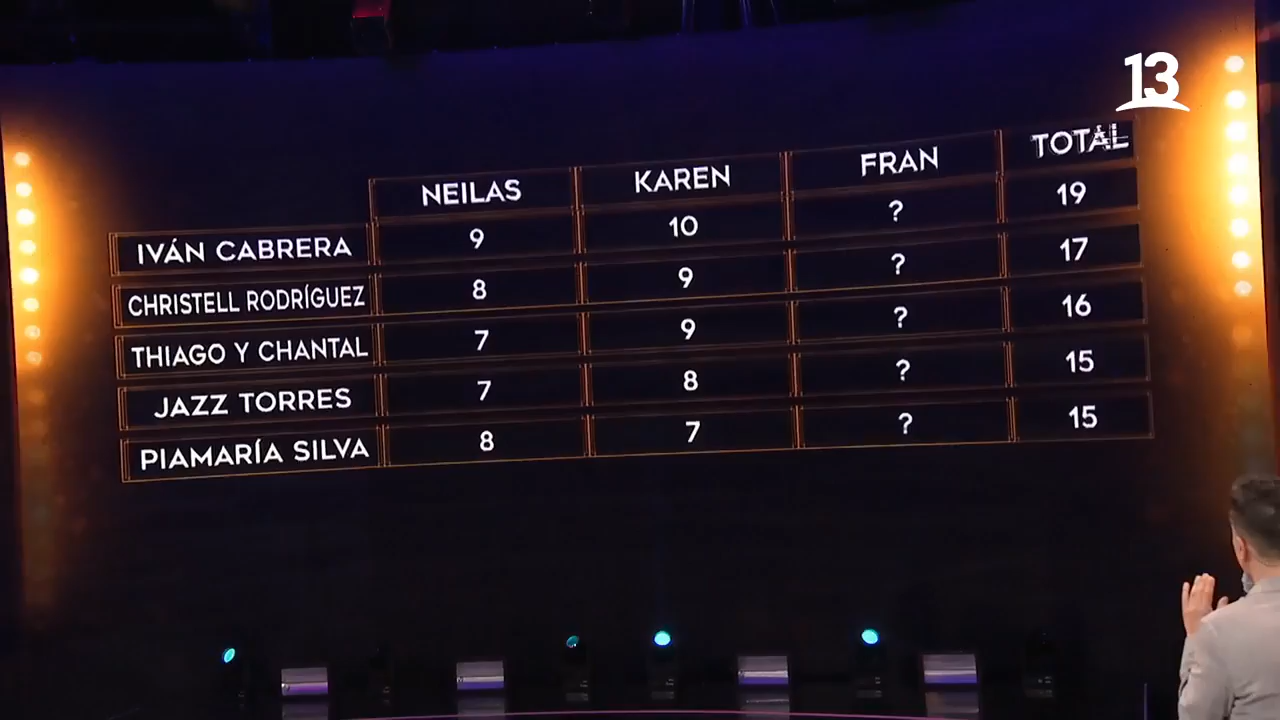 13
NEILAS KAREN FRAN TOTAL
IVÁN CABRERA 9 10 ? 19
CHRISTELL RODRÍGUEZ 8 9 ? 17
THIAGO Y CHANTAL 7 9 ? 16
JAZZ TORRES 7 8 ? 15
PIAMARÍA SILVA 8 7 ? 15